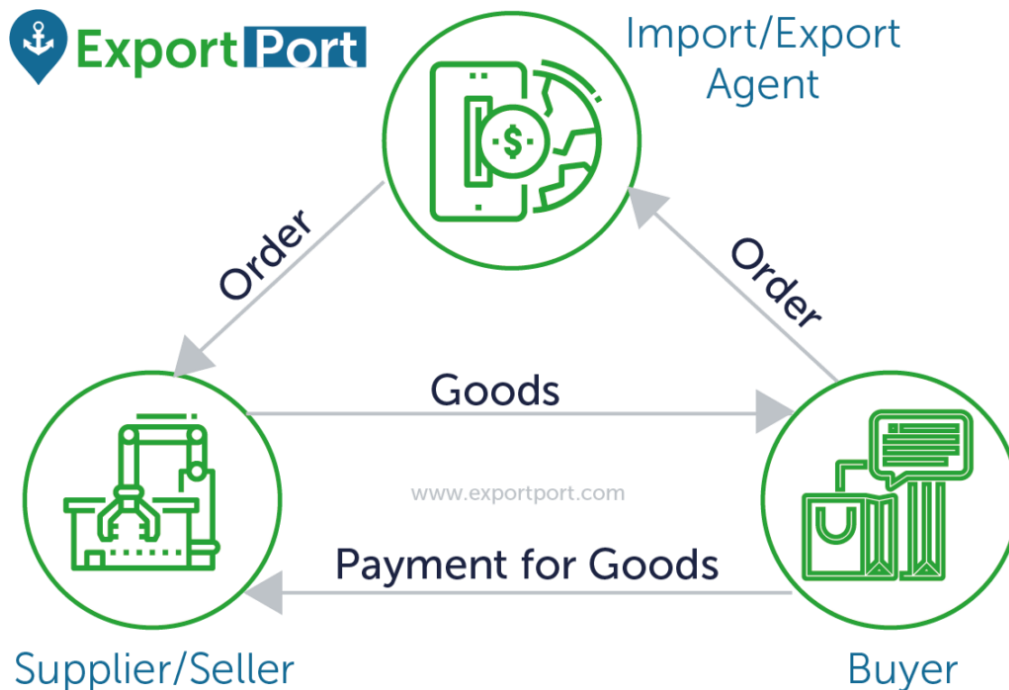 ExportPort
Import/Export
Agent
Order
Order
Goods
www.exportport.com
Payment for Goods
Supplier/Seller
Buyer